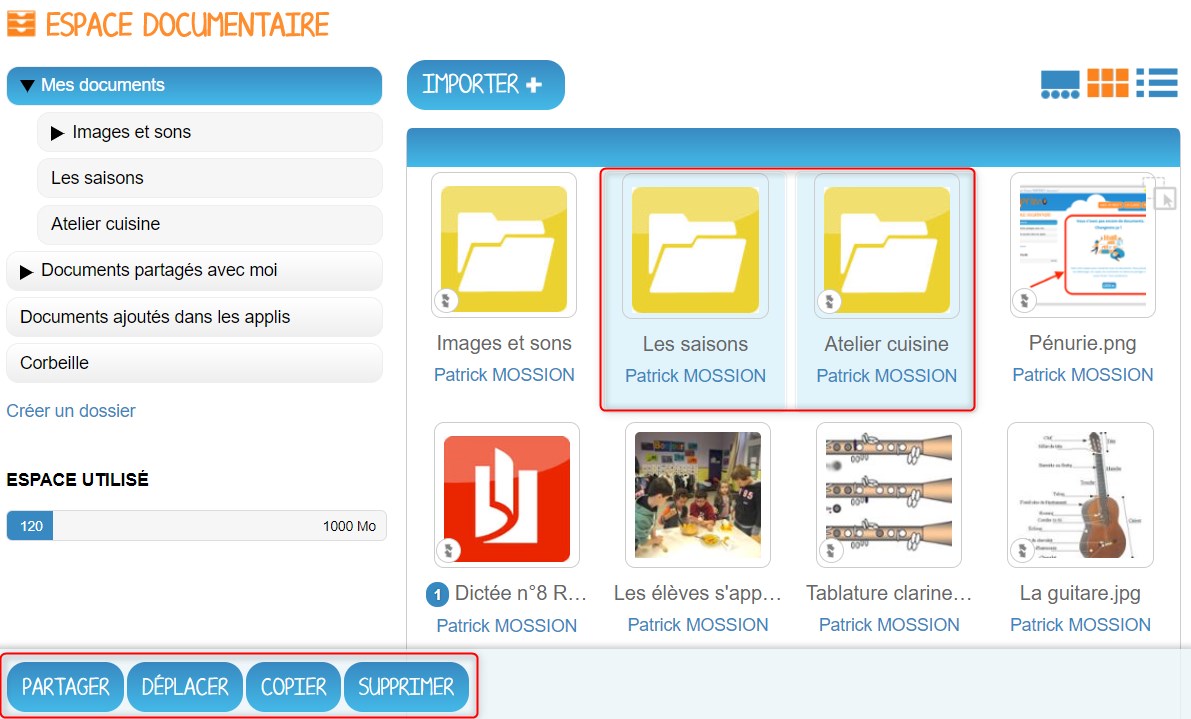 ESPACE DOCUMENTAIRE
Mes documents
Images et sons
Les saisons
Atelier cuisine
Documents partagés avec moi
Documents ajoutés dans les applis
Corbeille
Créer un dossier
ESPACE UTILISÉ
120 1000 Mo
IMPORTER +
Images et sons
Patrick MOSSION
Les saisons
Patrick MOSSION
Atelier cuisine
Patrick MOSSION
Pénurie.png
Patrick MOSSION
1 Dictée n°8 R...
Patrick MOSSION
Les élèves s'app...
Patrick MOSSION
Tablature clarine...
Patrick MOSSION
La guitare.jpg
Patrick MOSSION
PARTAGER
DÉPLACER
COPIER
SUPPRIMER